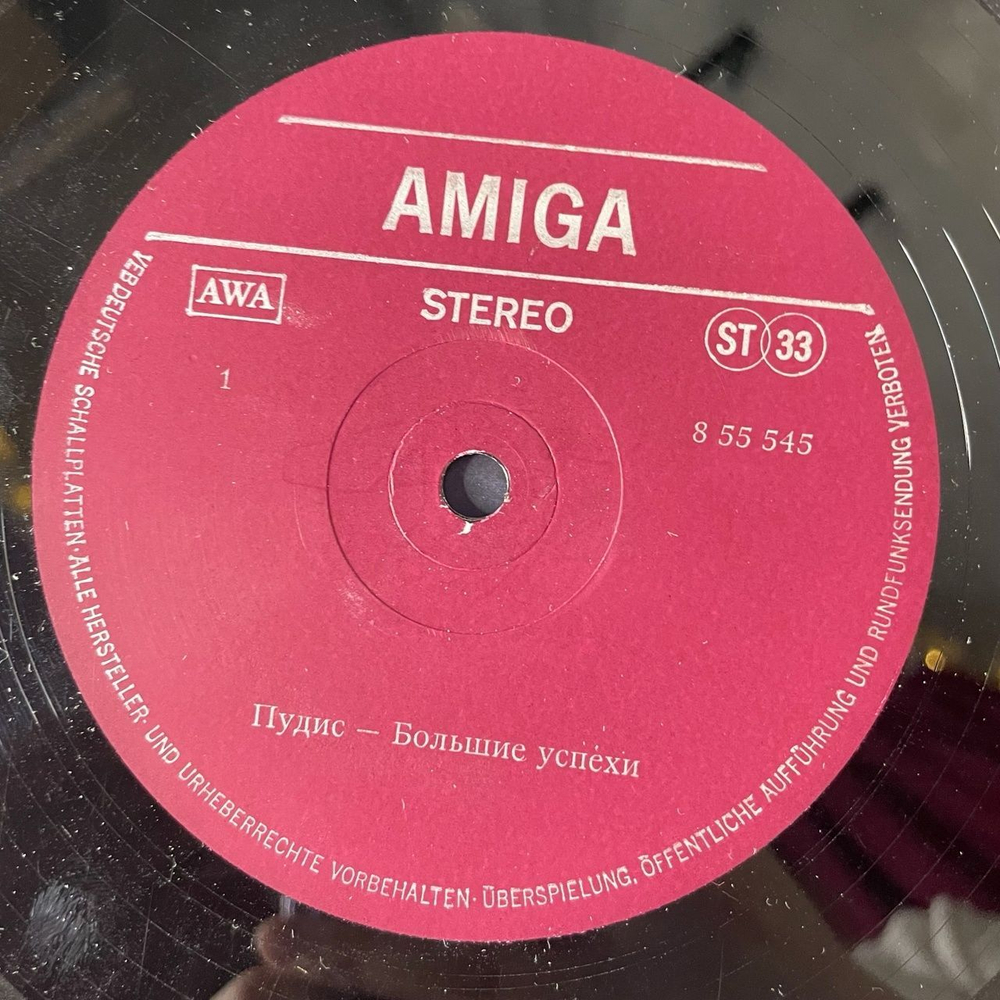 AMIGA
AWA
STEREO
ST 33
1
8 55 545
Пудис — Большие успехи
VEB DEUTSCHE SCHALLPLATTEN · ALLE HERSTELLER- UND URHEBERRECHTE VORBEHALTEN · ÜBERSPIELUNG, ÖFFENTLICHE AUFFÜHRUNG UND RUNDFUNKSENDUNG VERBOTEN